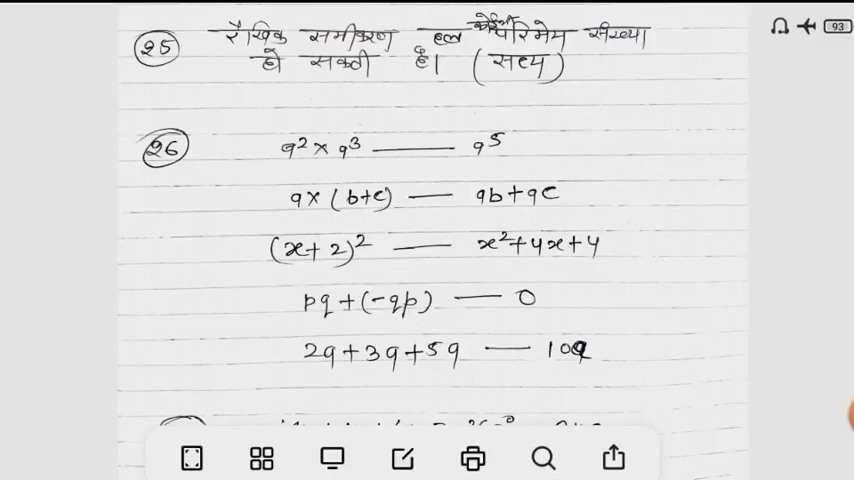 93
25 रैखिक समीकरण हल कोई भी परिमेय संख्या
हो सकती है। (सत्य)
26 a² × a³ —— a⁵
a × (b+c) —— ab+ac
(x+2)² —— x²+4x+4
pq+(-qp) —— 0
2a+3a+5a —— 10a